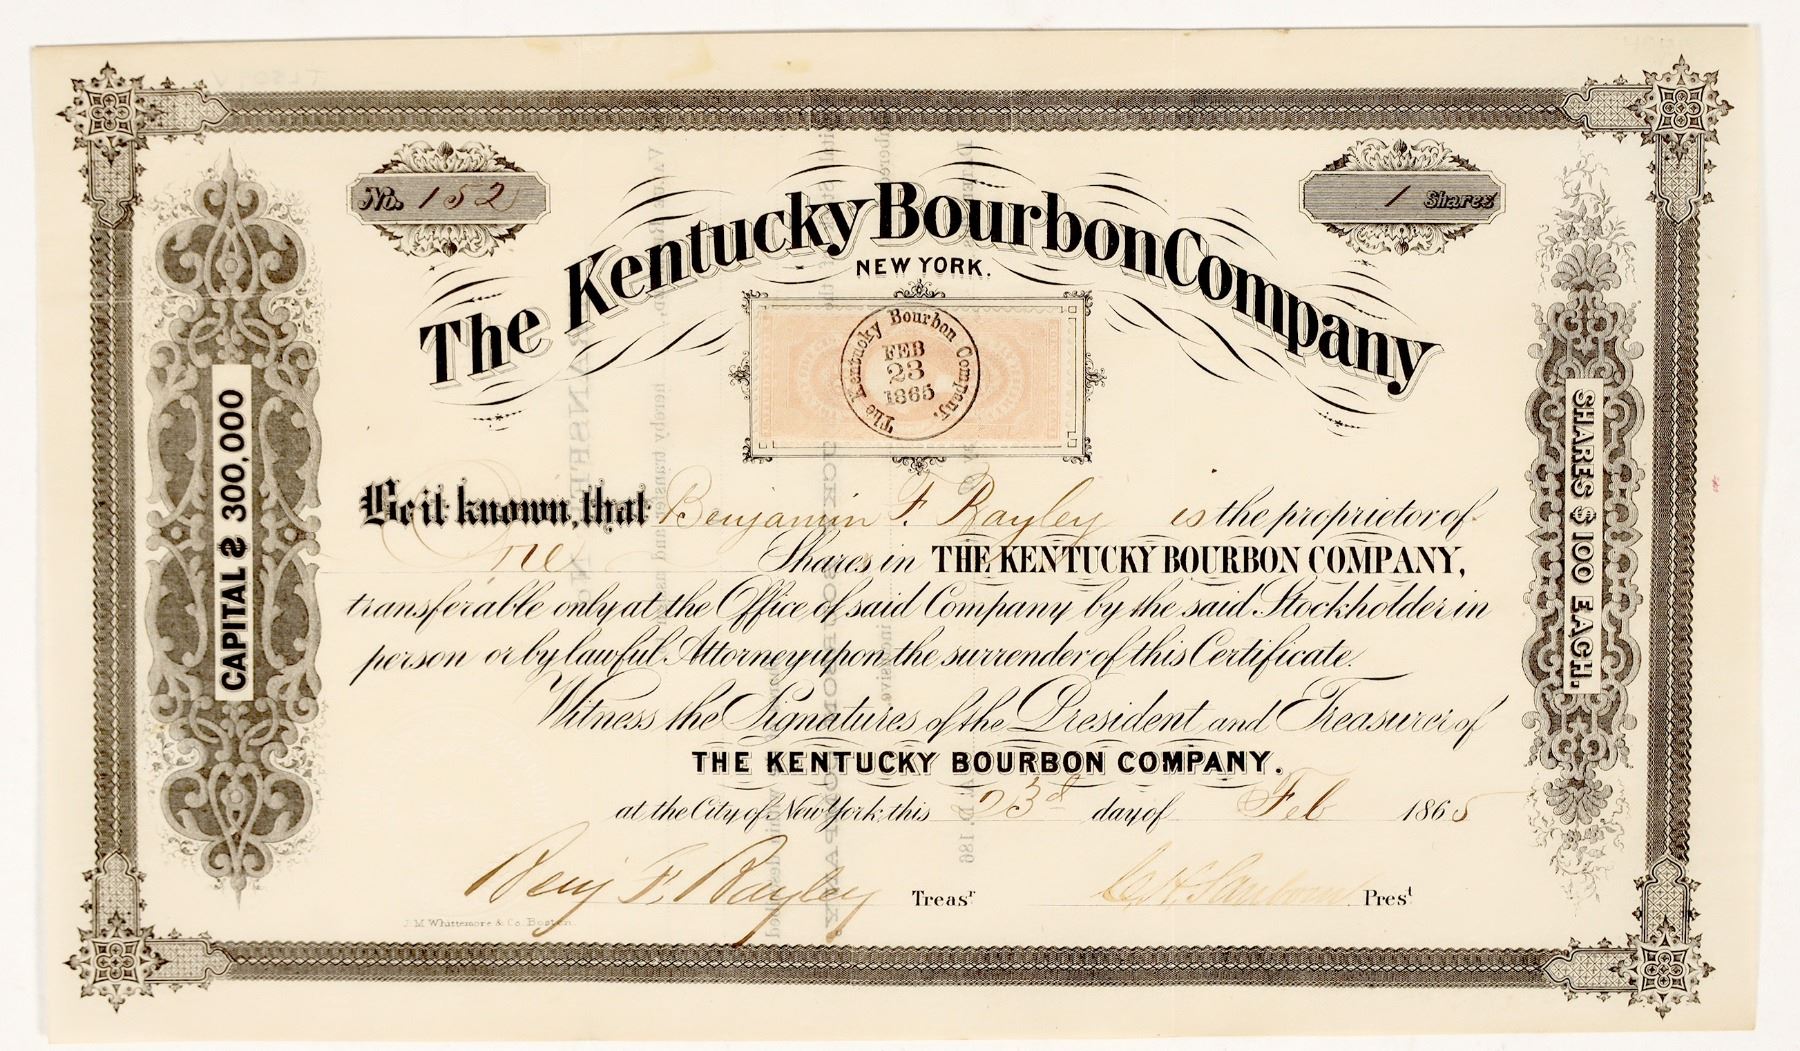 No. 152
1 Shares
The Kentucky Bourbon Company
NEW YORK.
The Kentucky Bourbon Company.
FEB
23
1865
CAPITAL $ 300,000
SHARES $ 100 EACH.
Be it known, that Benjamin F. Rayley is the proprietor of
One Shares in THE KENTUCKY BOURBON COMPANY,
transferable only at the Office of said Company by the said Stockholder in
person or by lawful Attorney upon the surrender of this Certificate.
Witness the Signatures of the President and Treasurer of
THE KENTUCKY BOURBON COMPANY.
at the City of New York, this 23d day of Feb 1865
Benj F. Rayley Treasr
C. H. Sanborn Prest
J. M. Whittemore & Co. Boston.